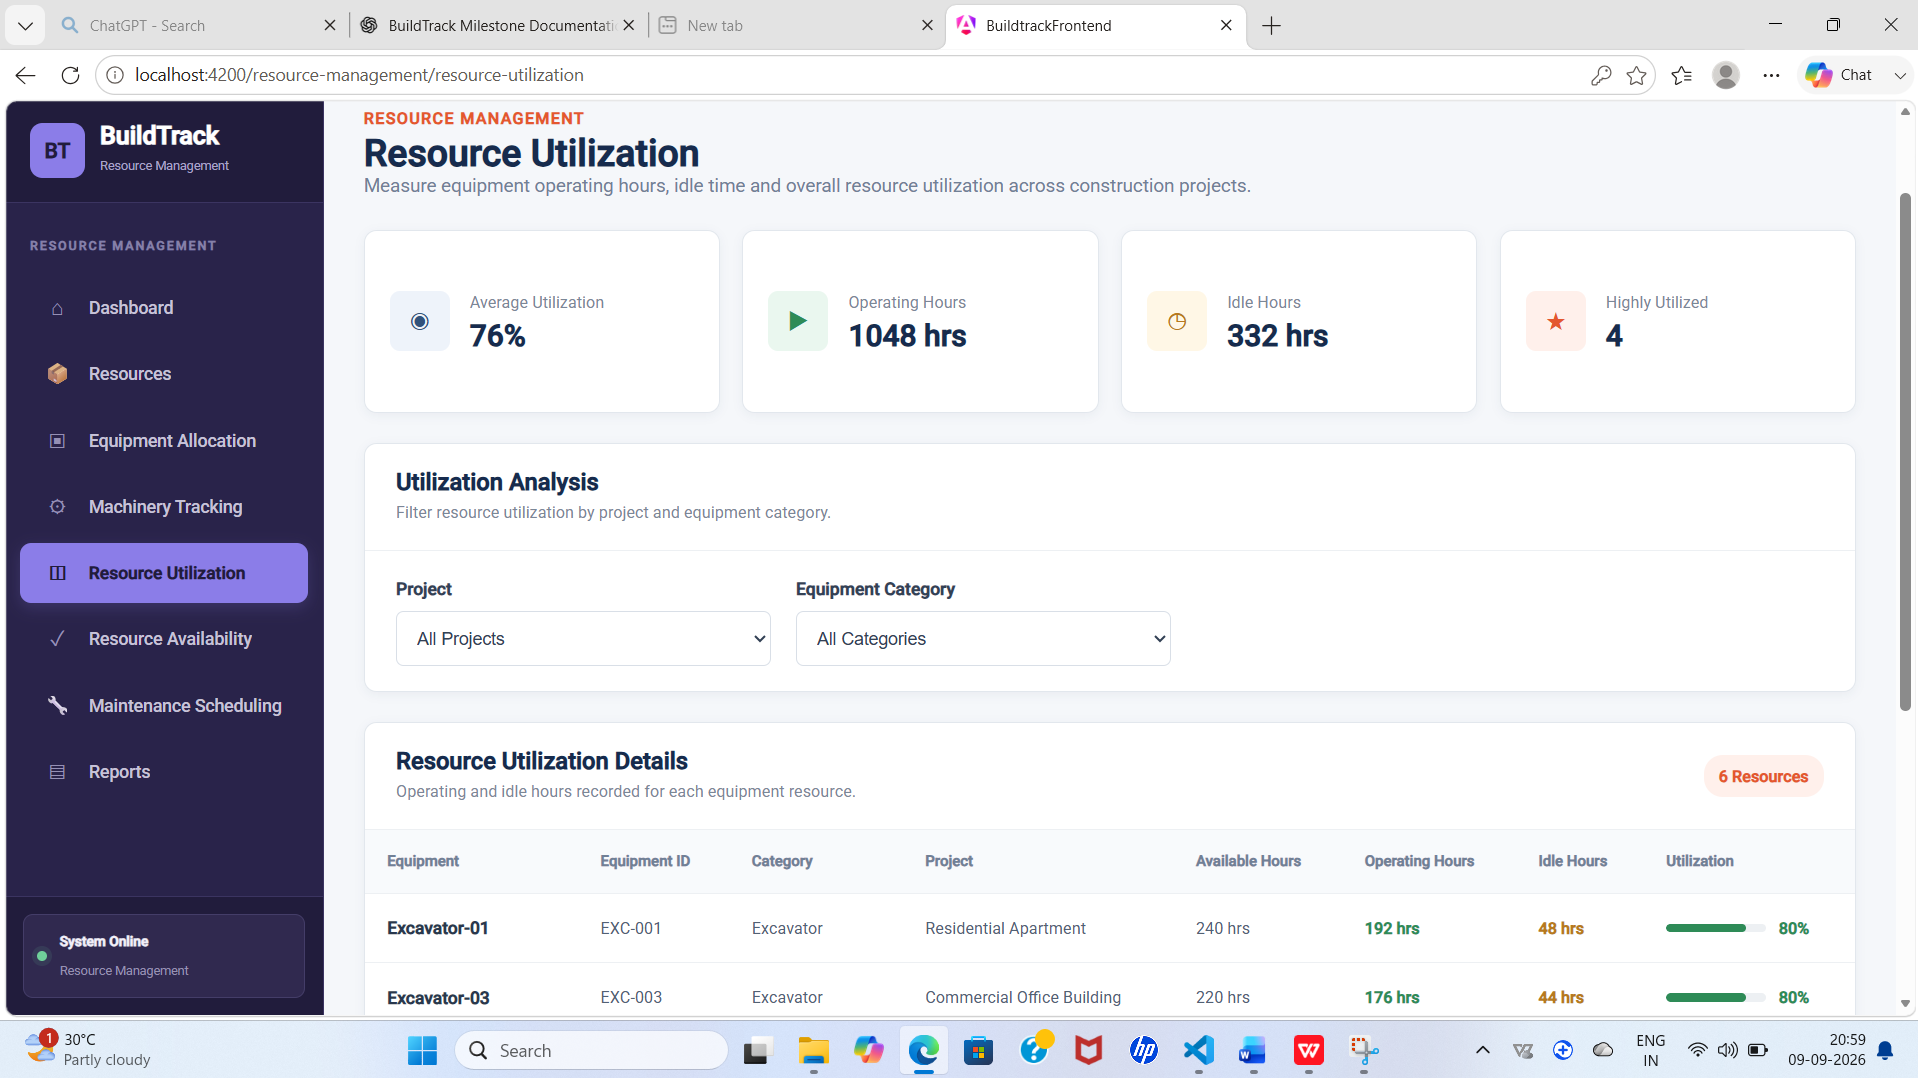 ChatGPT - Search
BuildTrack Milestone Documentati
New tab
BuildtrackFrontend
localhost:4200/resource-management/resource-utilization
Chat
BT
BuildTrack
Resource Management
RESOURCE MANAGEMENT
Dashboard
Resources
Equipment Allocation
Machinery Tracking
Resource Utilization
Resource Availability
Maintenance Scheduling
Reports
System Online
Resource Management
RESOURCE MANAGEMENT
Resource Utilization
Measure equipment operating hours, idle time and overall resource utilization across construction projects.
Average Utilization
76%
Operating Hours
1048 hrs
Idle Hours
332 hrs
Highly Utilized
4
Utilization Analysis
Filter resource utilization by project and equipment category.
Project
Equipment Category
All Projects
All Categories
Resource Utilization Details
Operating and idle hours recorded for each equipment resource.
6 Resources
Equipment Equipment ID Category Project Available Hours Operating Hours Idle Hours Utilization
Excavator-01 EXC-001 Excavator Residential Apartment 240 hrs 192 hrs 48 hrs 80%
Excavator-03 EXC-003 Excavator Commercial Office Building 220 hrs 176 hrs 44 hrs 80%
1
30°C
Partly cloudy
Search
ENG
IN
20:59
09-09-2026